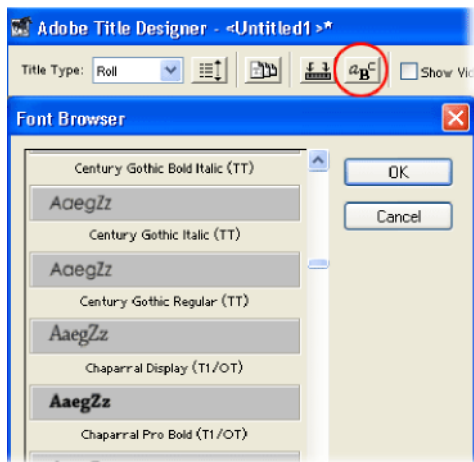 Adobe Title Designer - <Untitled1>*
Title Type: Roll
aBC
Show Vic
Font Browser
Century Gothic Bold Italic (TT)
OK
AaegZz
Cancel
Century Gothic Italic (TT)
AaegZz
Century Gothic Regular (TT)
AaegZz
Chaparral Display (T1/OT)
AaegZz
Chaparral Pro Bold (T1/OT)